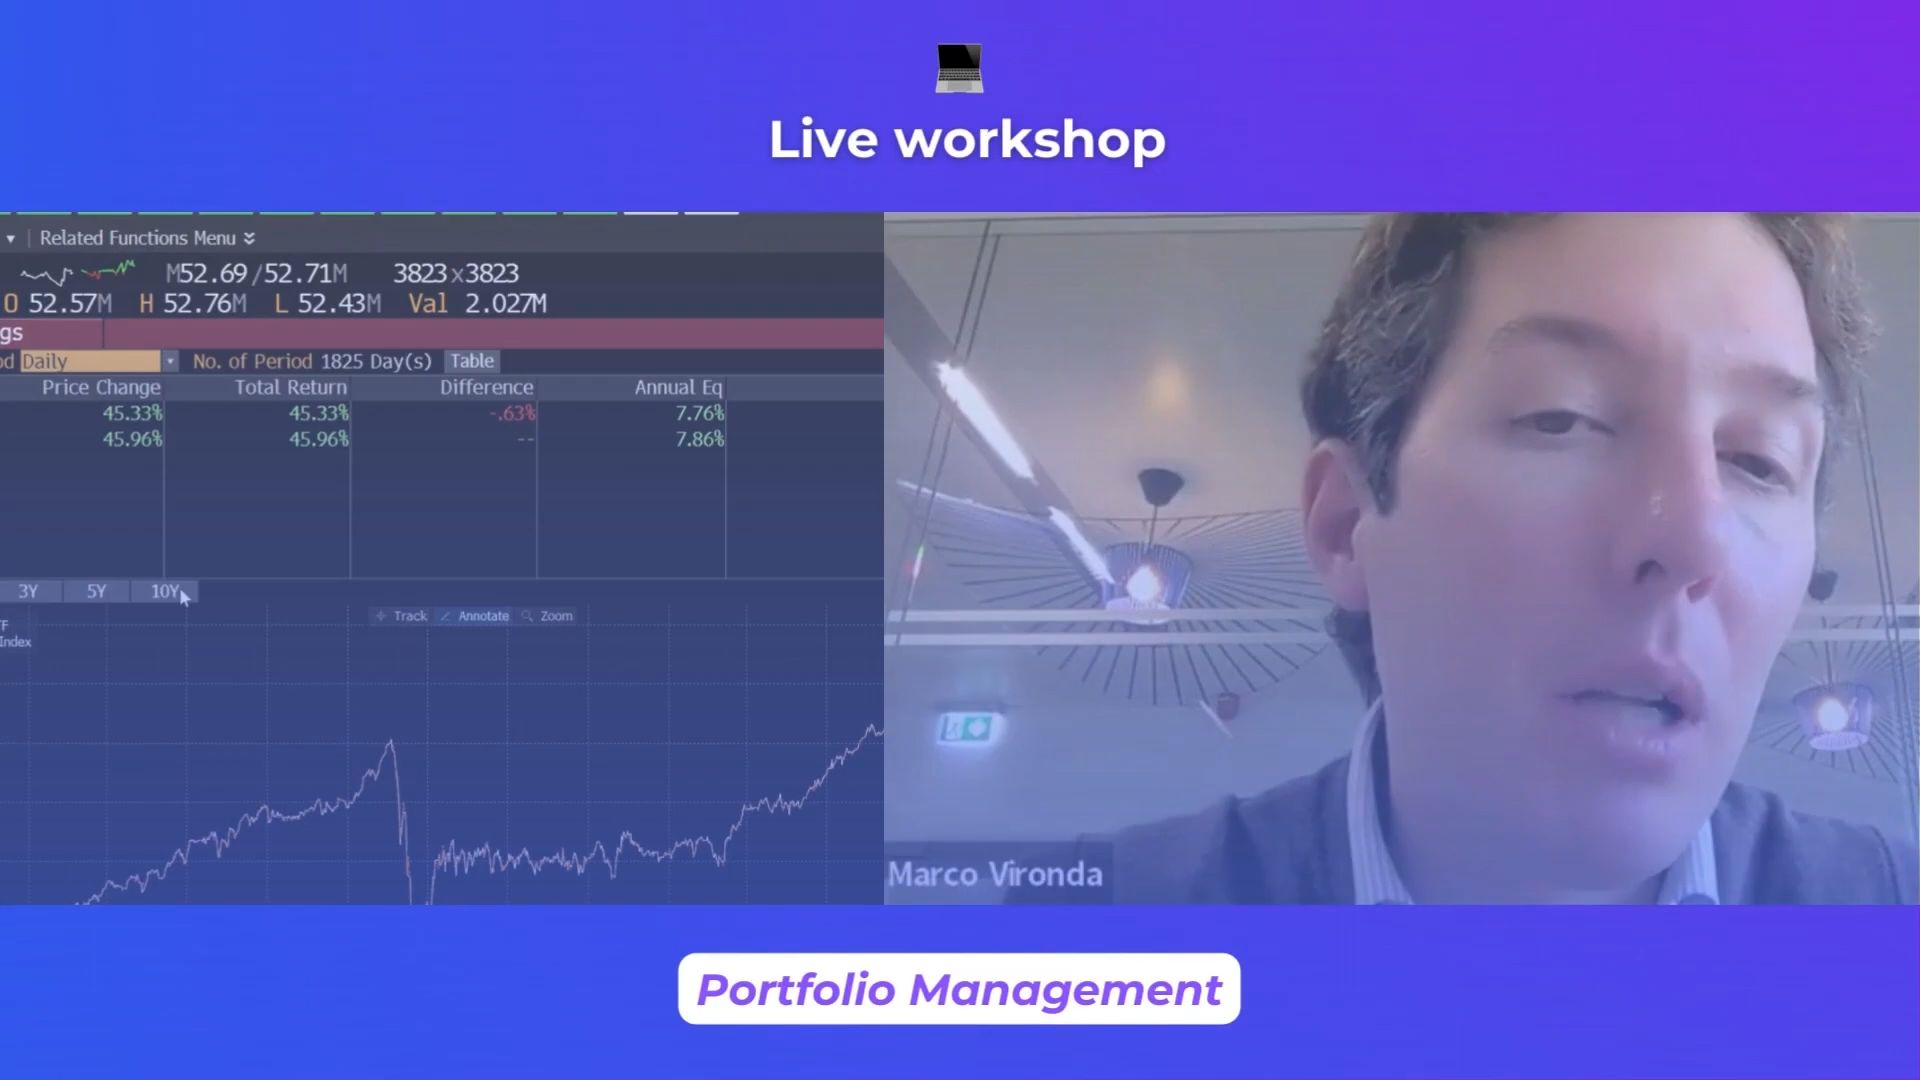 Live workshop
Related Functions Menu
M52.69/52.71M 3823x3823
O 52.57M H 52.76M L 52.43M Val 2.027M
gs
od Daily No. of Period 1825 Day(s) Table
Price Change Total Return Difference Annual Eq
45.33% 45.33% -.63% 7.76%
45.96% 45.96% -- 7.86%
3Y 5Y 10Y
Track Annotate Zoom
F
Index
Marco Vironda
Portfolio Management